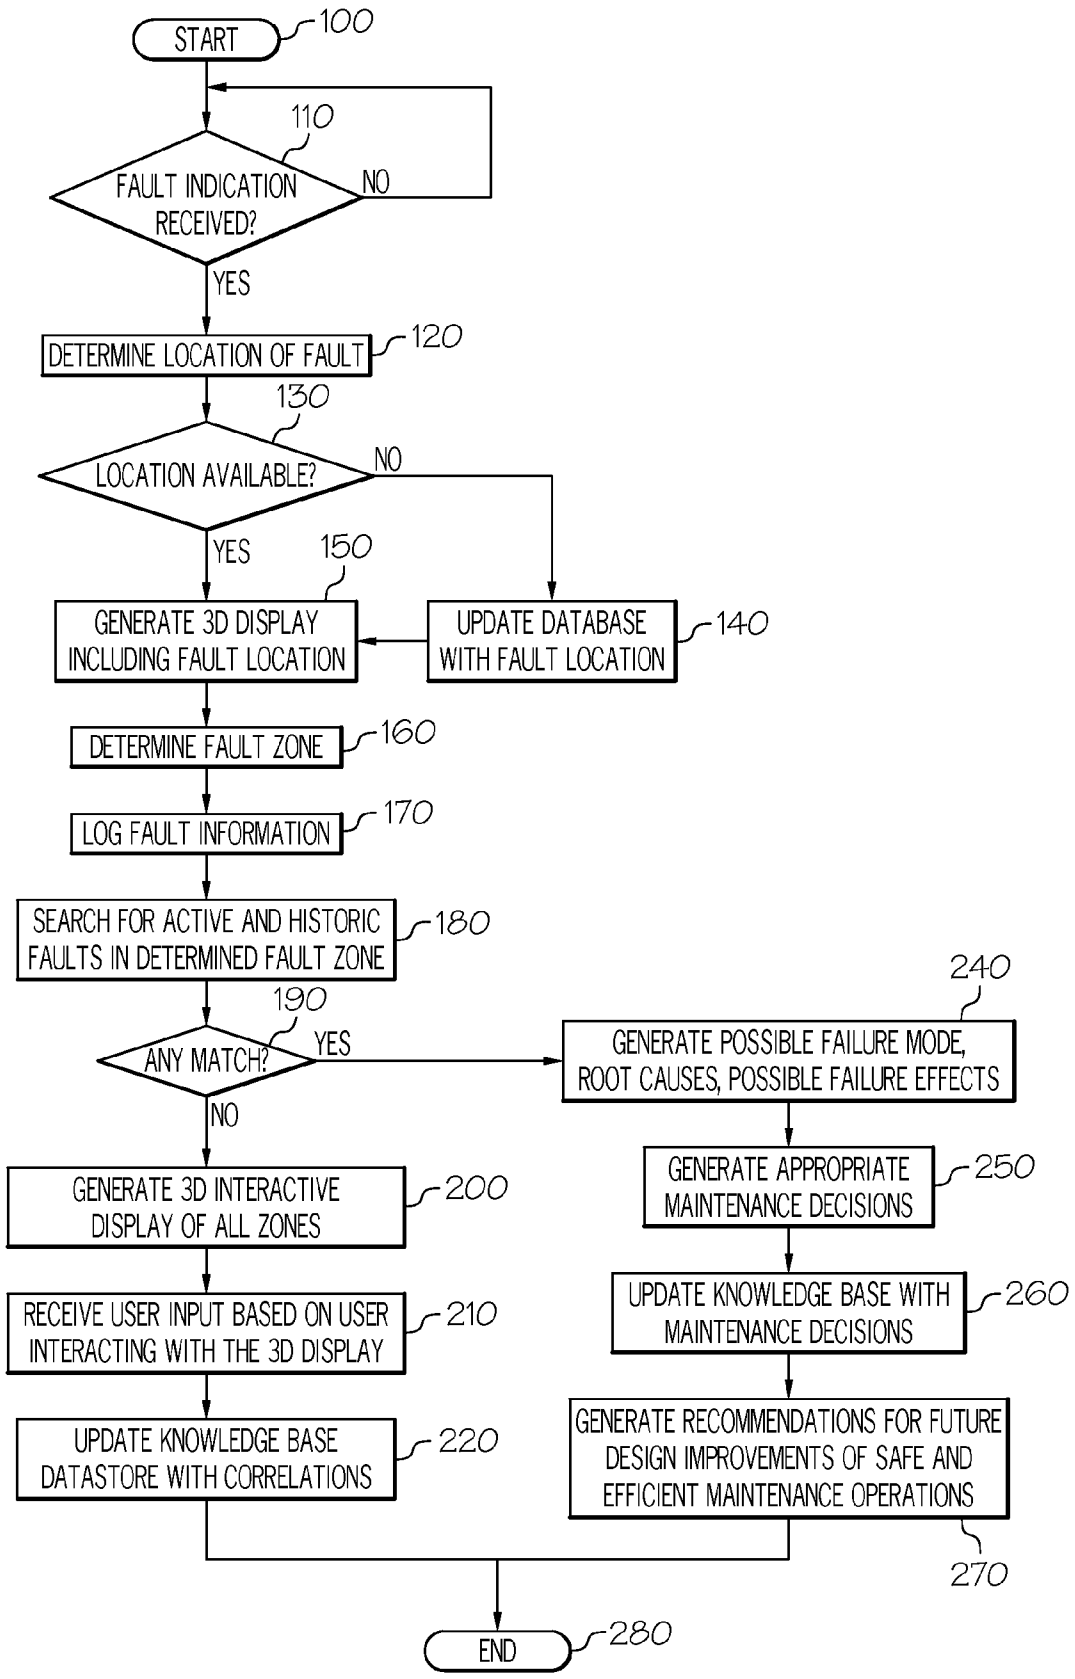 START
100
110
FAULT INDICATION
RECEIVED?
NO
YES
DETERMINE LOCATION OF FAULT
120
130
LOCATION AVAILABLE?
NO
YES
150
GENERATE 3D DISPLAY
INCLUDING FAULT LOCATION
UPDATE DATABASE
WITH FAULT LOCATION
140
DETERMINE FAULT ZONE
160
LOG FAULT INFORMATION
170
SEARCH FOR ACTIVE AND HISTORIC
FAULTS IN DETERMINED FAULT ZONE
180
190
ANY MATCH?
YES
NO
240
GENERATE POSSIBLE FAILURE MODE,
ROOT CAUSES, POSSIBLE FAILURE EFFECTS
GENERATE 3D INTERACTIVE
DISPLAY OF ALL ZONES
200
GENERATE APPROPRIATE
MAINTENANCE DECISIONS
250
RECEIVE USER INPUT BASED ON USER
INTERACTING WITH THE 3D DISPLAY
210
UPDATE KNOWLEDGE BASE WITH
MAINTENANCE DECISIONS
260
UPDATE KNOWLEDGE BASE
DATASTORE WITH CORRELATIONS
220
GENERATE RECOMMENDATIONS FOR FUTURE
DESIGN IMPROVEMENTS OF SAFE AND
EFFICIENT MAINTENANCE OPERATIONS
270
END
280